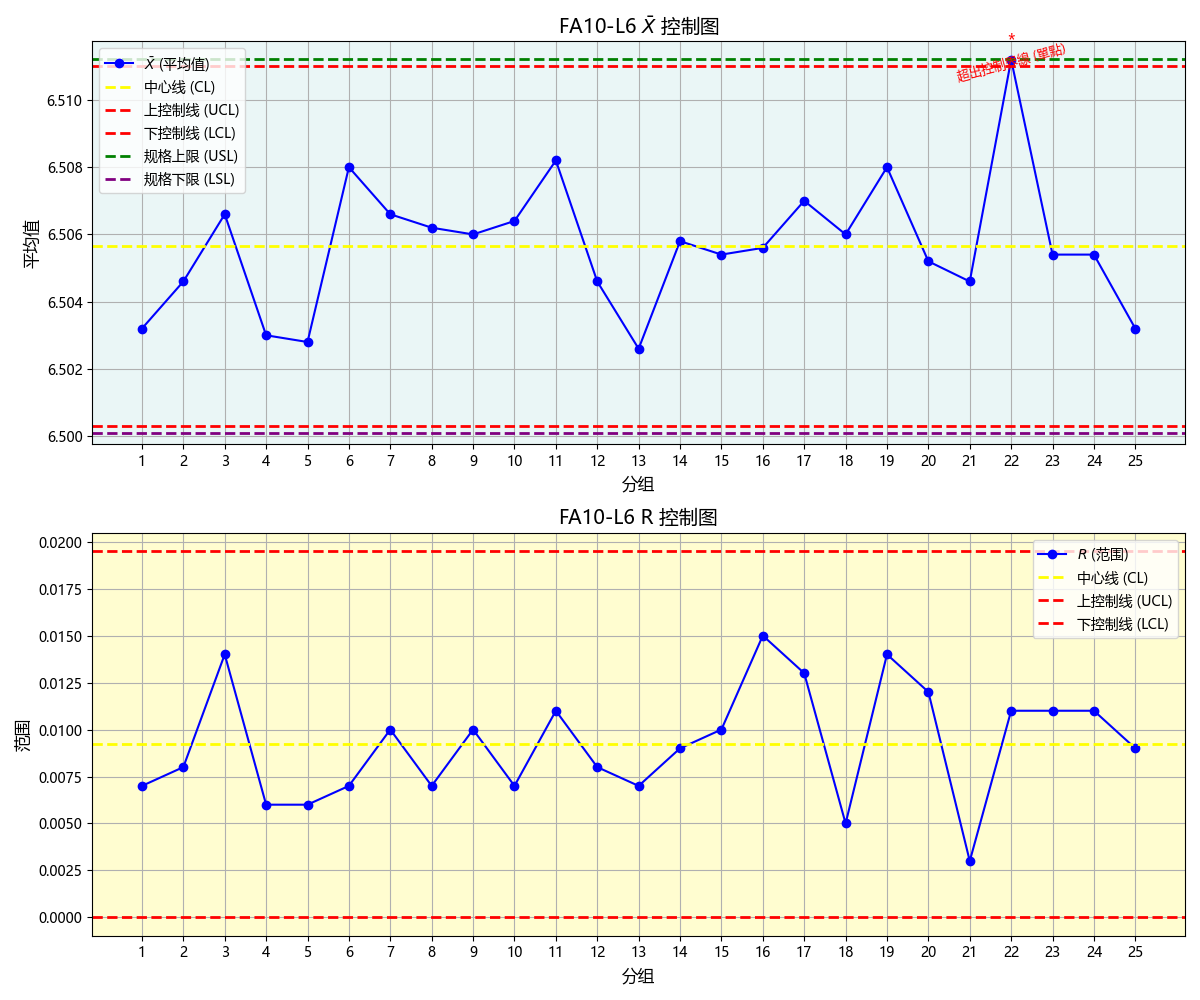 FA10-L6 X̄ 控制图
*
超出控制界線 (單點)
X̄ (平均值)
中心线 (CL)
上控制线 (UCL)
下控制线 (LCL)
规格上限 (USL)
规格下限 (LSL)
平均值
6.510
6.508
6.506
6.504
6.502
6.500
1 2 3 4 5 6 7 8 9 10 11 12 13 14 15 16 17 18 19 20 21 22 23 24 25
分组
FA10-L6 R 控制图
R (范围)
中心线 (CL)
上控制线 (UCL)
下控制线 (LCL)
范围
0.0200
0.0175
0.0150
0.0125
0.0100
0.0075
0.0050
0.0025
0.0000
1 2 3 4 5 6 7 8 9 10 11 12 13 14 15 16 17 18 19 20 21 22 23 24 25
分组